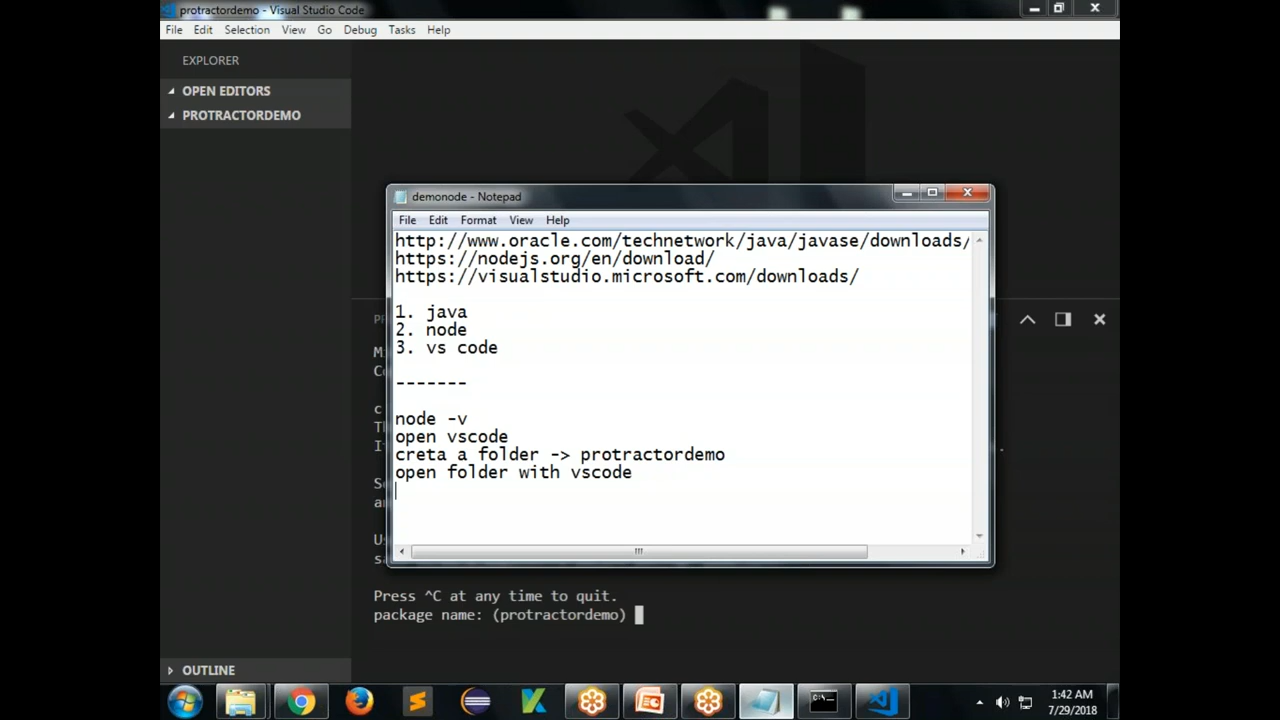 protractordemo - Visual Studio Code
File Edit Selection View Go Debug Tasks Help
EXPLORER
OPEN EDITORS
PROTRACTORDEMO
demonode - Notepad
File Edit Format View Help
http://www.oracle.com/technetwork/java/javase/downloads/
https://nodejs.org/en/download/
https://visualstudio.microsoft.com/downloads/
1. java
2. node
3. vs code
-------
node -v
open vscode
creta a folder -> protractordemo
open folder with vscode
Press ^C at any time to quit.
package name: (protractordemo)
OUTLINE
1:42 AM
7/29/2018